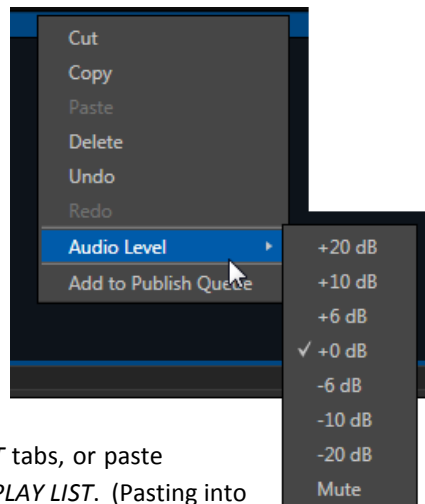 Cut
Copy
Paste
Delete
Undo
Redo
Audio Level
Add to Publish Queue
+20 dB
+10 dB
+6 dB
✓ +0 dB
-6 dB
-10 dB
-20 dB
Mute
T tabs, or paste
PLAY LIST. (Pasting into